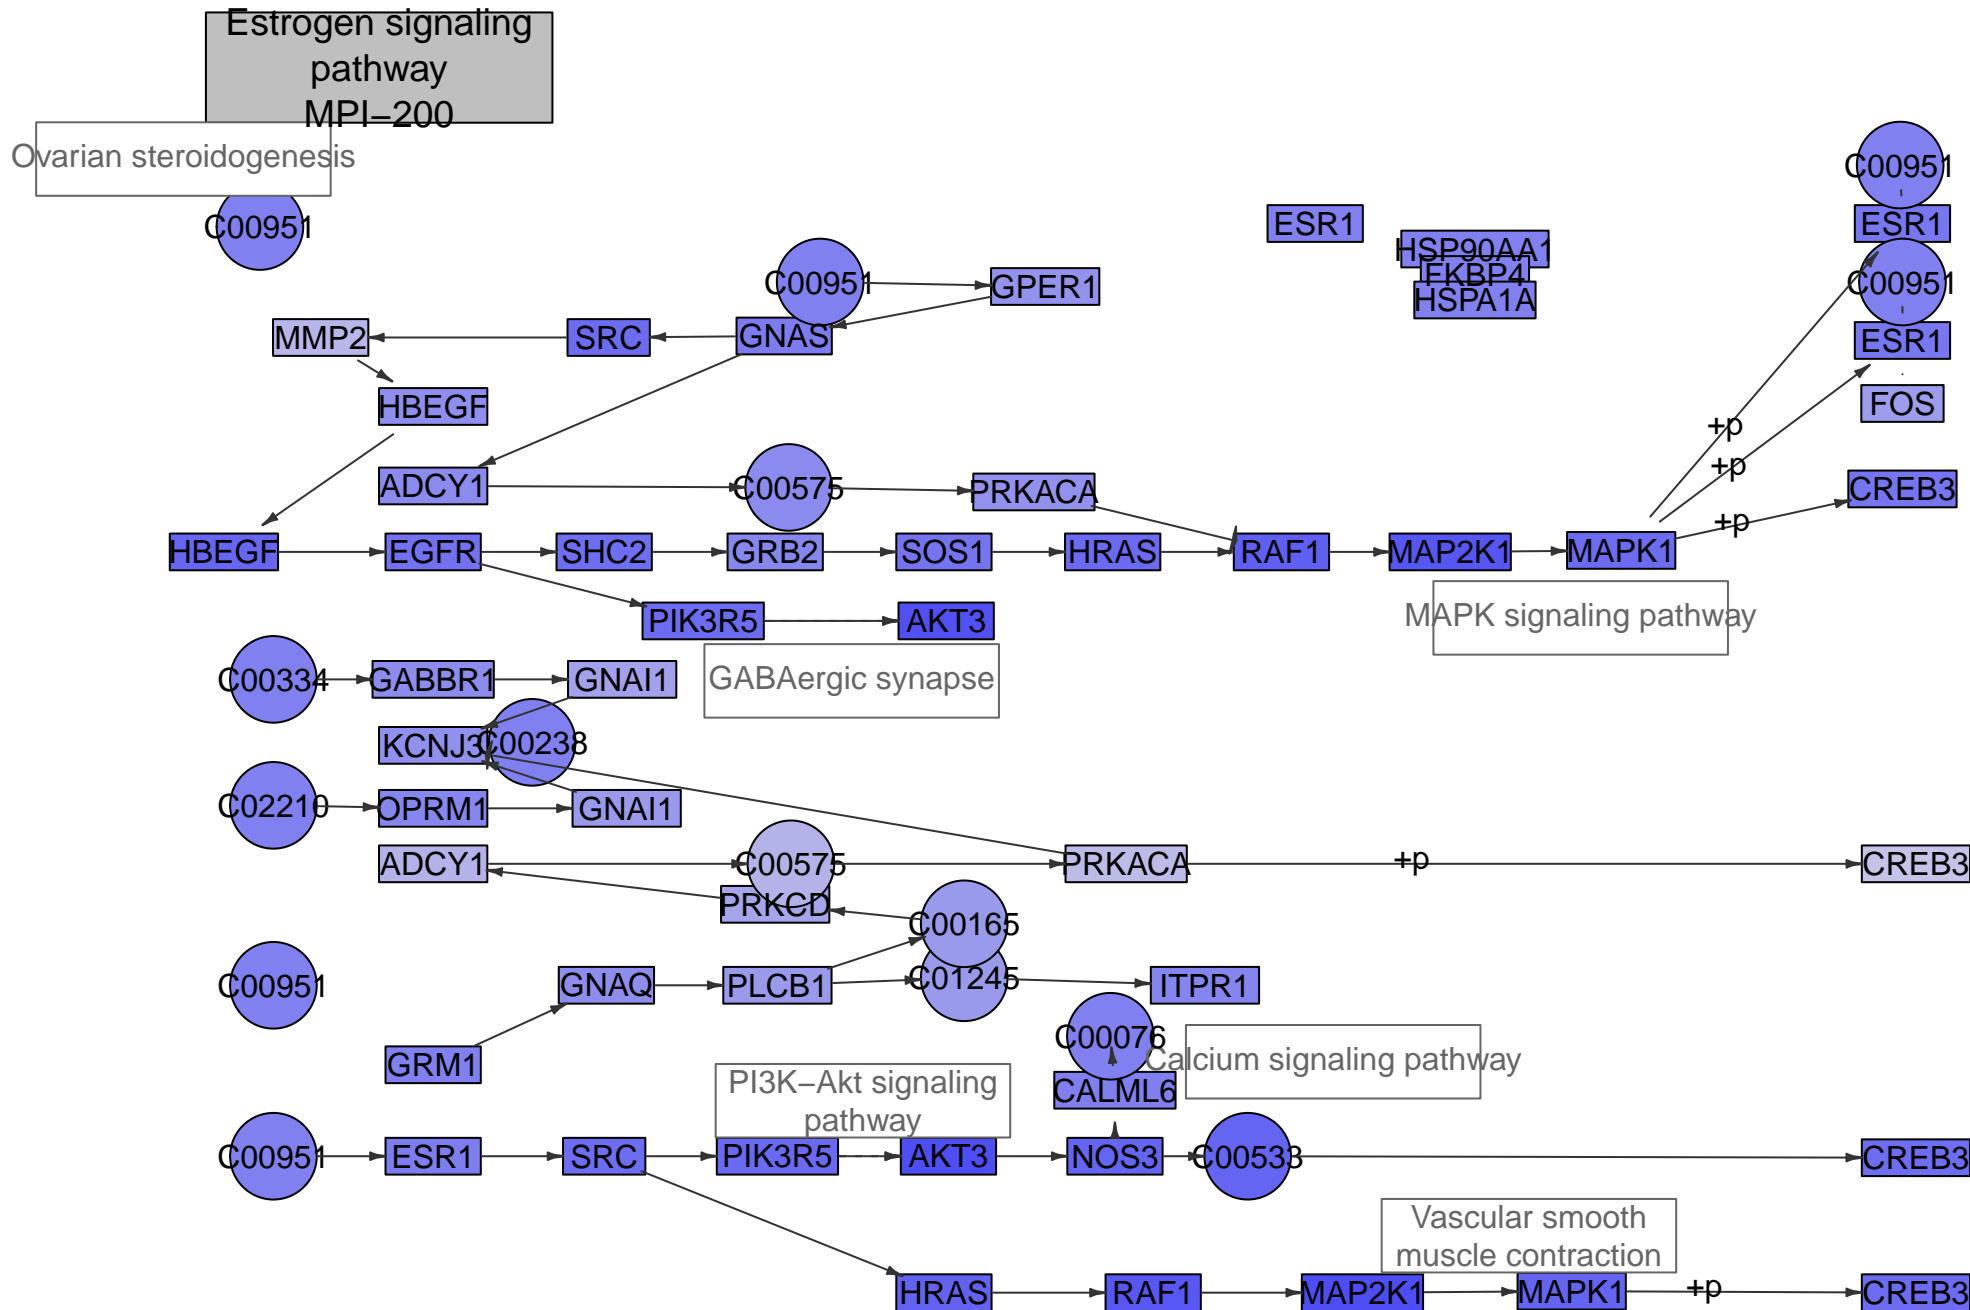 Estrogen signaling
pathway
MPI−200
Ovarian steroidogenesis
C00951
C00951
ESR1
C00951
ESR1
HSP90AA1
FKBP4
HSPA1A
C00951
GPER1
MMP2
SRC
GNAS
C00951
ESR1
HBEGF
FOS
+p
+p
ADCY1
C00575
PRKACA
CREB3
+p
HBEGF
EGFR
SHC2
GRB2
SOS1
HRAS
RAF1
MAP2K1
MAPK1
PIK3R5
AKT3
MAPK signaling pathway
C00334
GABBR1
GNAI1
GABAergic synapse
KCNJ3
C00238
C02210
OPRM1
GNAI1
ADCY1
C00575
PRKACA
+p
CREB3
PRKCD
C00165
C00951
GNAQ
PLCB1
C01245
ITPR1
C00076
Calcium signaling pathway
GRM1
CALML6
PI3K−Akt signaling
pathway
C00951
ESR1
SRC
PIK3R5
AKT3
NOS3
C00533
CREB3
Vascular smooth
muscle contraction
HRAS
RAF1
MAP2K1
MAPK1
+p
CREB3